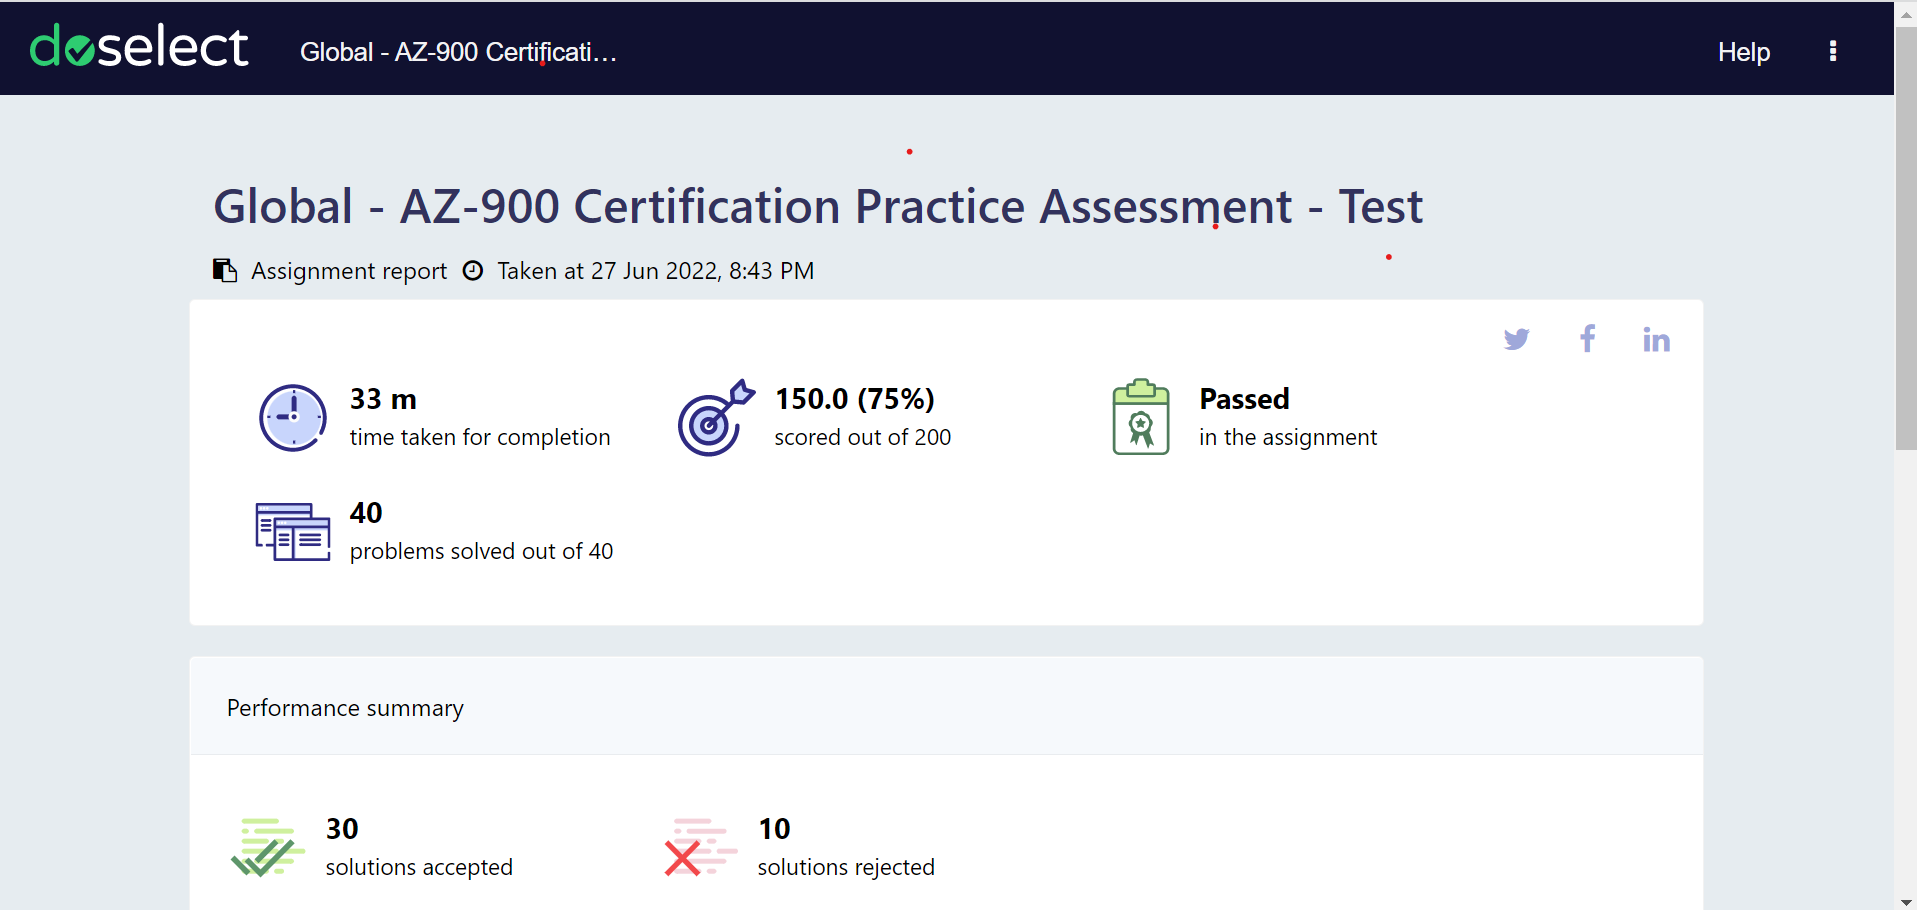 doselect
Global - AZ-900 Certificati...
Help
Global - AZ-900 Certification Practice Assessment - Test
Assignment report Taken at 27 Jun 2022, 8:43 PM
33 m
time taken for completion
150.0 (75%)
scored out of 200
Passed
in the assignment
40
problems solved out of 40
Performance summary
30
solutions accepted
10
solutions rejected